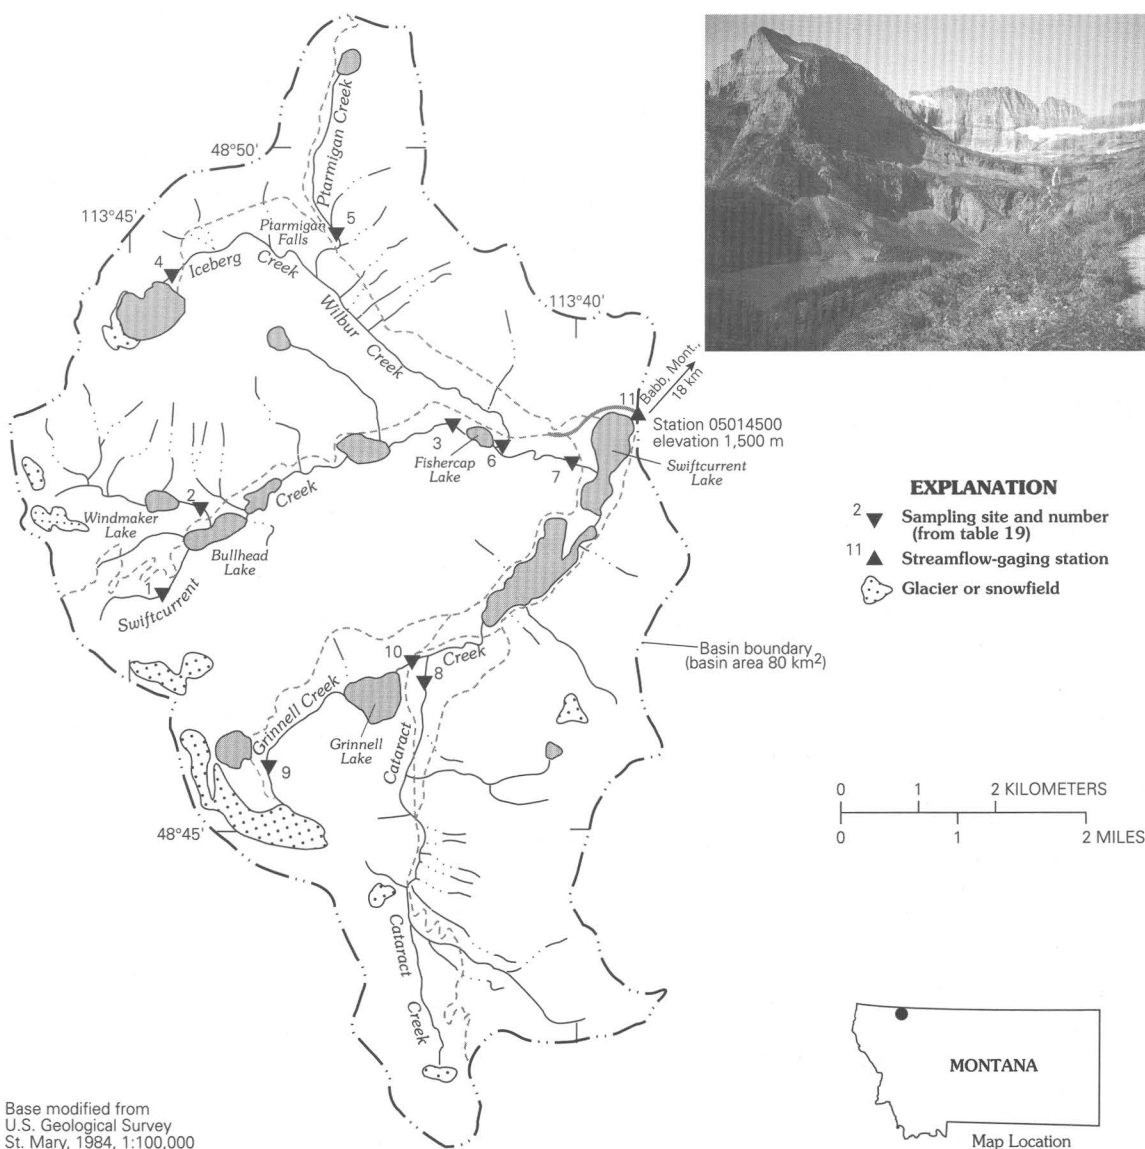 48°50'
113°45'
Ptarmigan Creek
5
Ptarmigan
Falls
4
Iceberg
Creek
Wilbur
Creek
113°40'
Babb, Mont.,
18 km
11
Station 05014500
elevation 1,500 m
Swiftcurrent
Lake
3
Fishercap
Lake
6
7
2
Windmaker
Lake
Creek
Bullhead
Lake
1
Swiftcurrent
EXPLANATION
2 Sampling site and number
(from table 19)
11 Streamflow-gaging station
Glacier or snowfield
Basin boundary
(basin area 80 km²)
10
Creek
8
Grinnell Creek
Grinnell
Lake
Cataract
9
48°45'
0 1 2 KILOMETERS
0 1 2 MILES
Cataract
Creek
MONTANA
Map Location
Base modified from
U.S. Geological Survey
St. Mary, 1984, 1:100,000